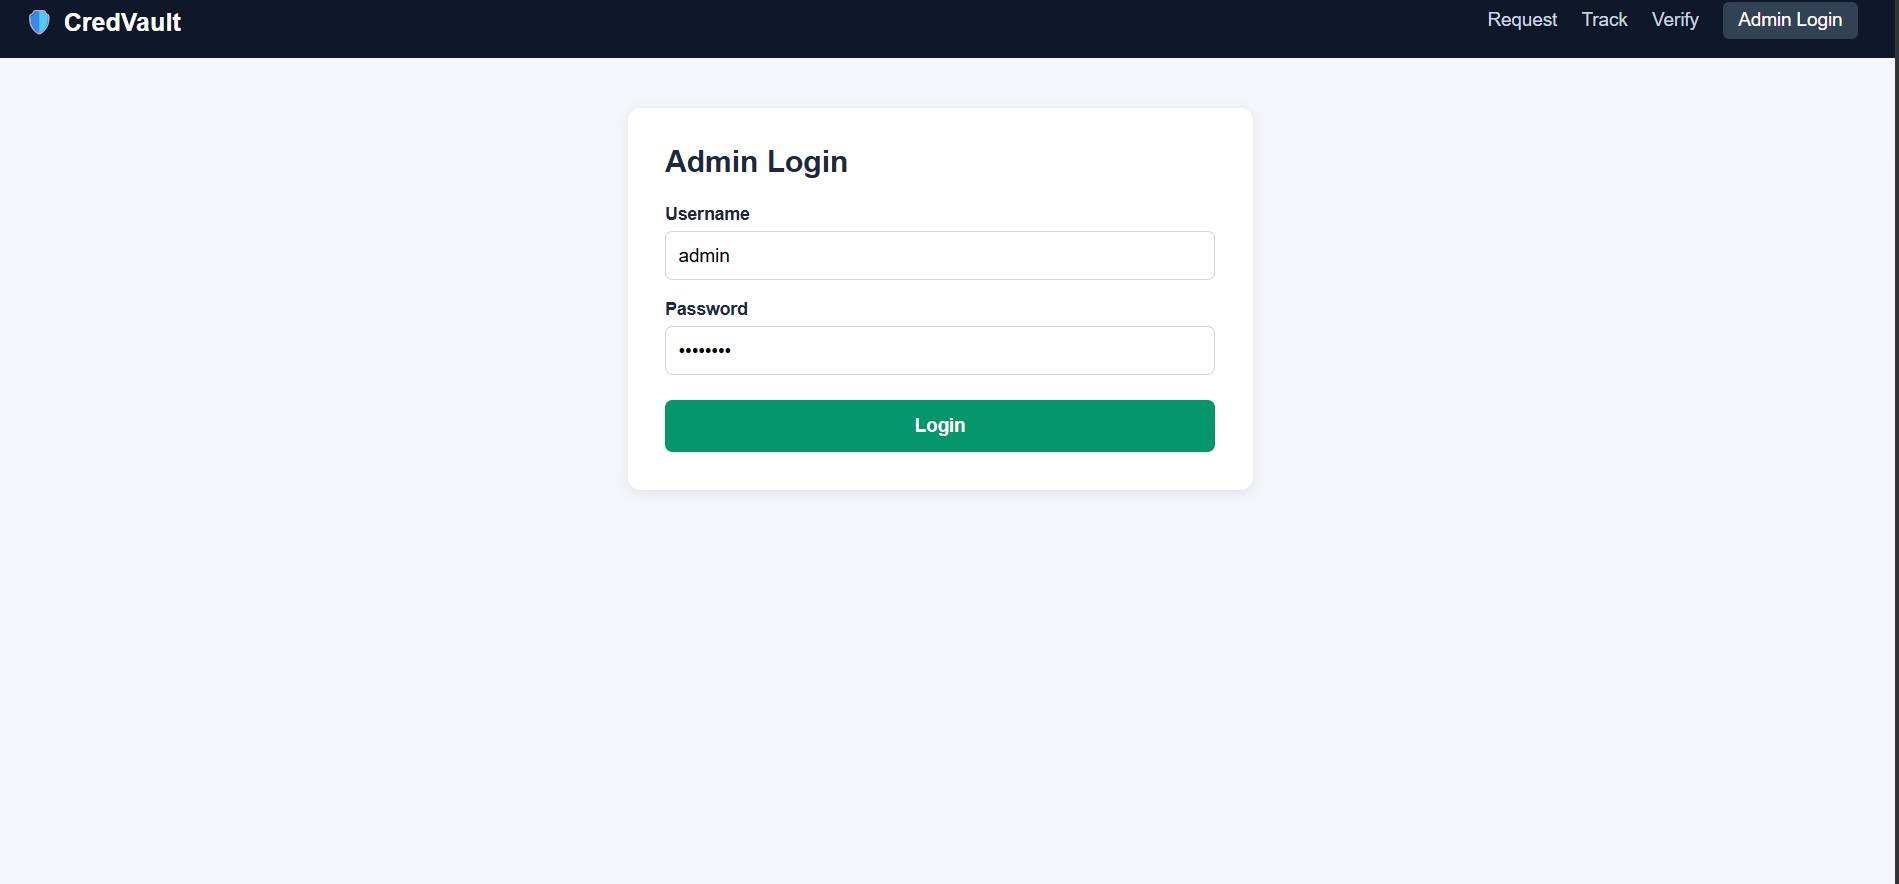 CredVault
Request Track Verify Admin Login
Admin Login
Username
admin
Password
••••••••
Login